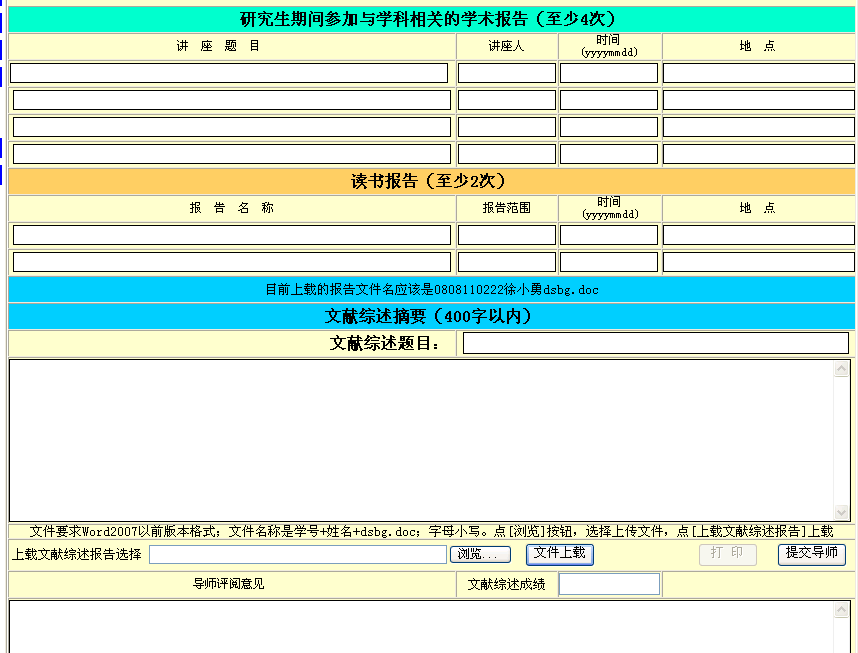 研究生期间参加与学科相关的学术报告（至少4次）
讲 座 题 目 讲座人 时间 (yyyymmdd) 地 点
读书报告（至少2次）
报 告 名 称 报告范围 时间 (yyyymmdd) 地 点
目前上载的报告文件名应该是0808110222徐小勇dsbg.doc
文献综述摘要（400字以内）
文献综述题目：
文件要求Word2007以前版本格式；文件名称是学号+姓名+dsbg.doc；字母小写。点[浏览]按钮，选择上传文件，点[上载文献综述报告]上载
上载文献综述报告选择 浏览... 文件上载 打 印 提交导师
导师评阅意见 文献综述成绩